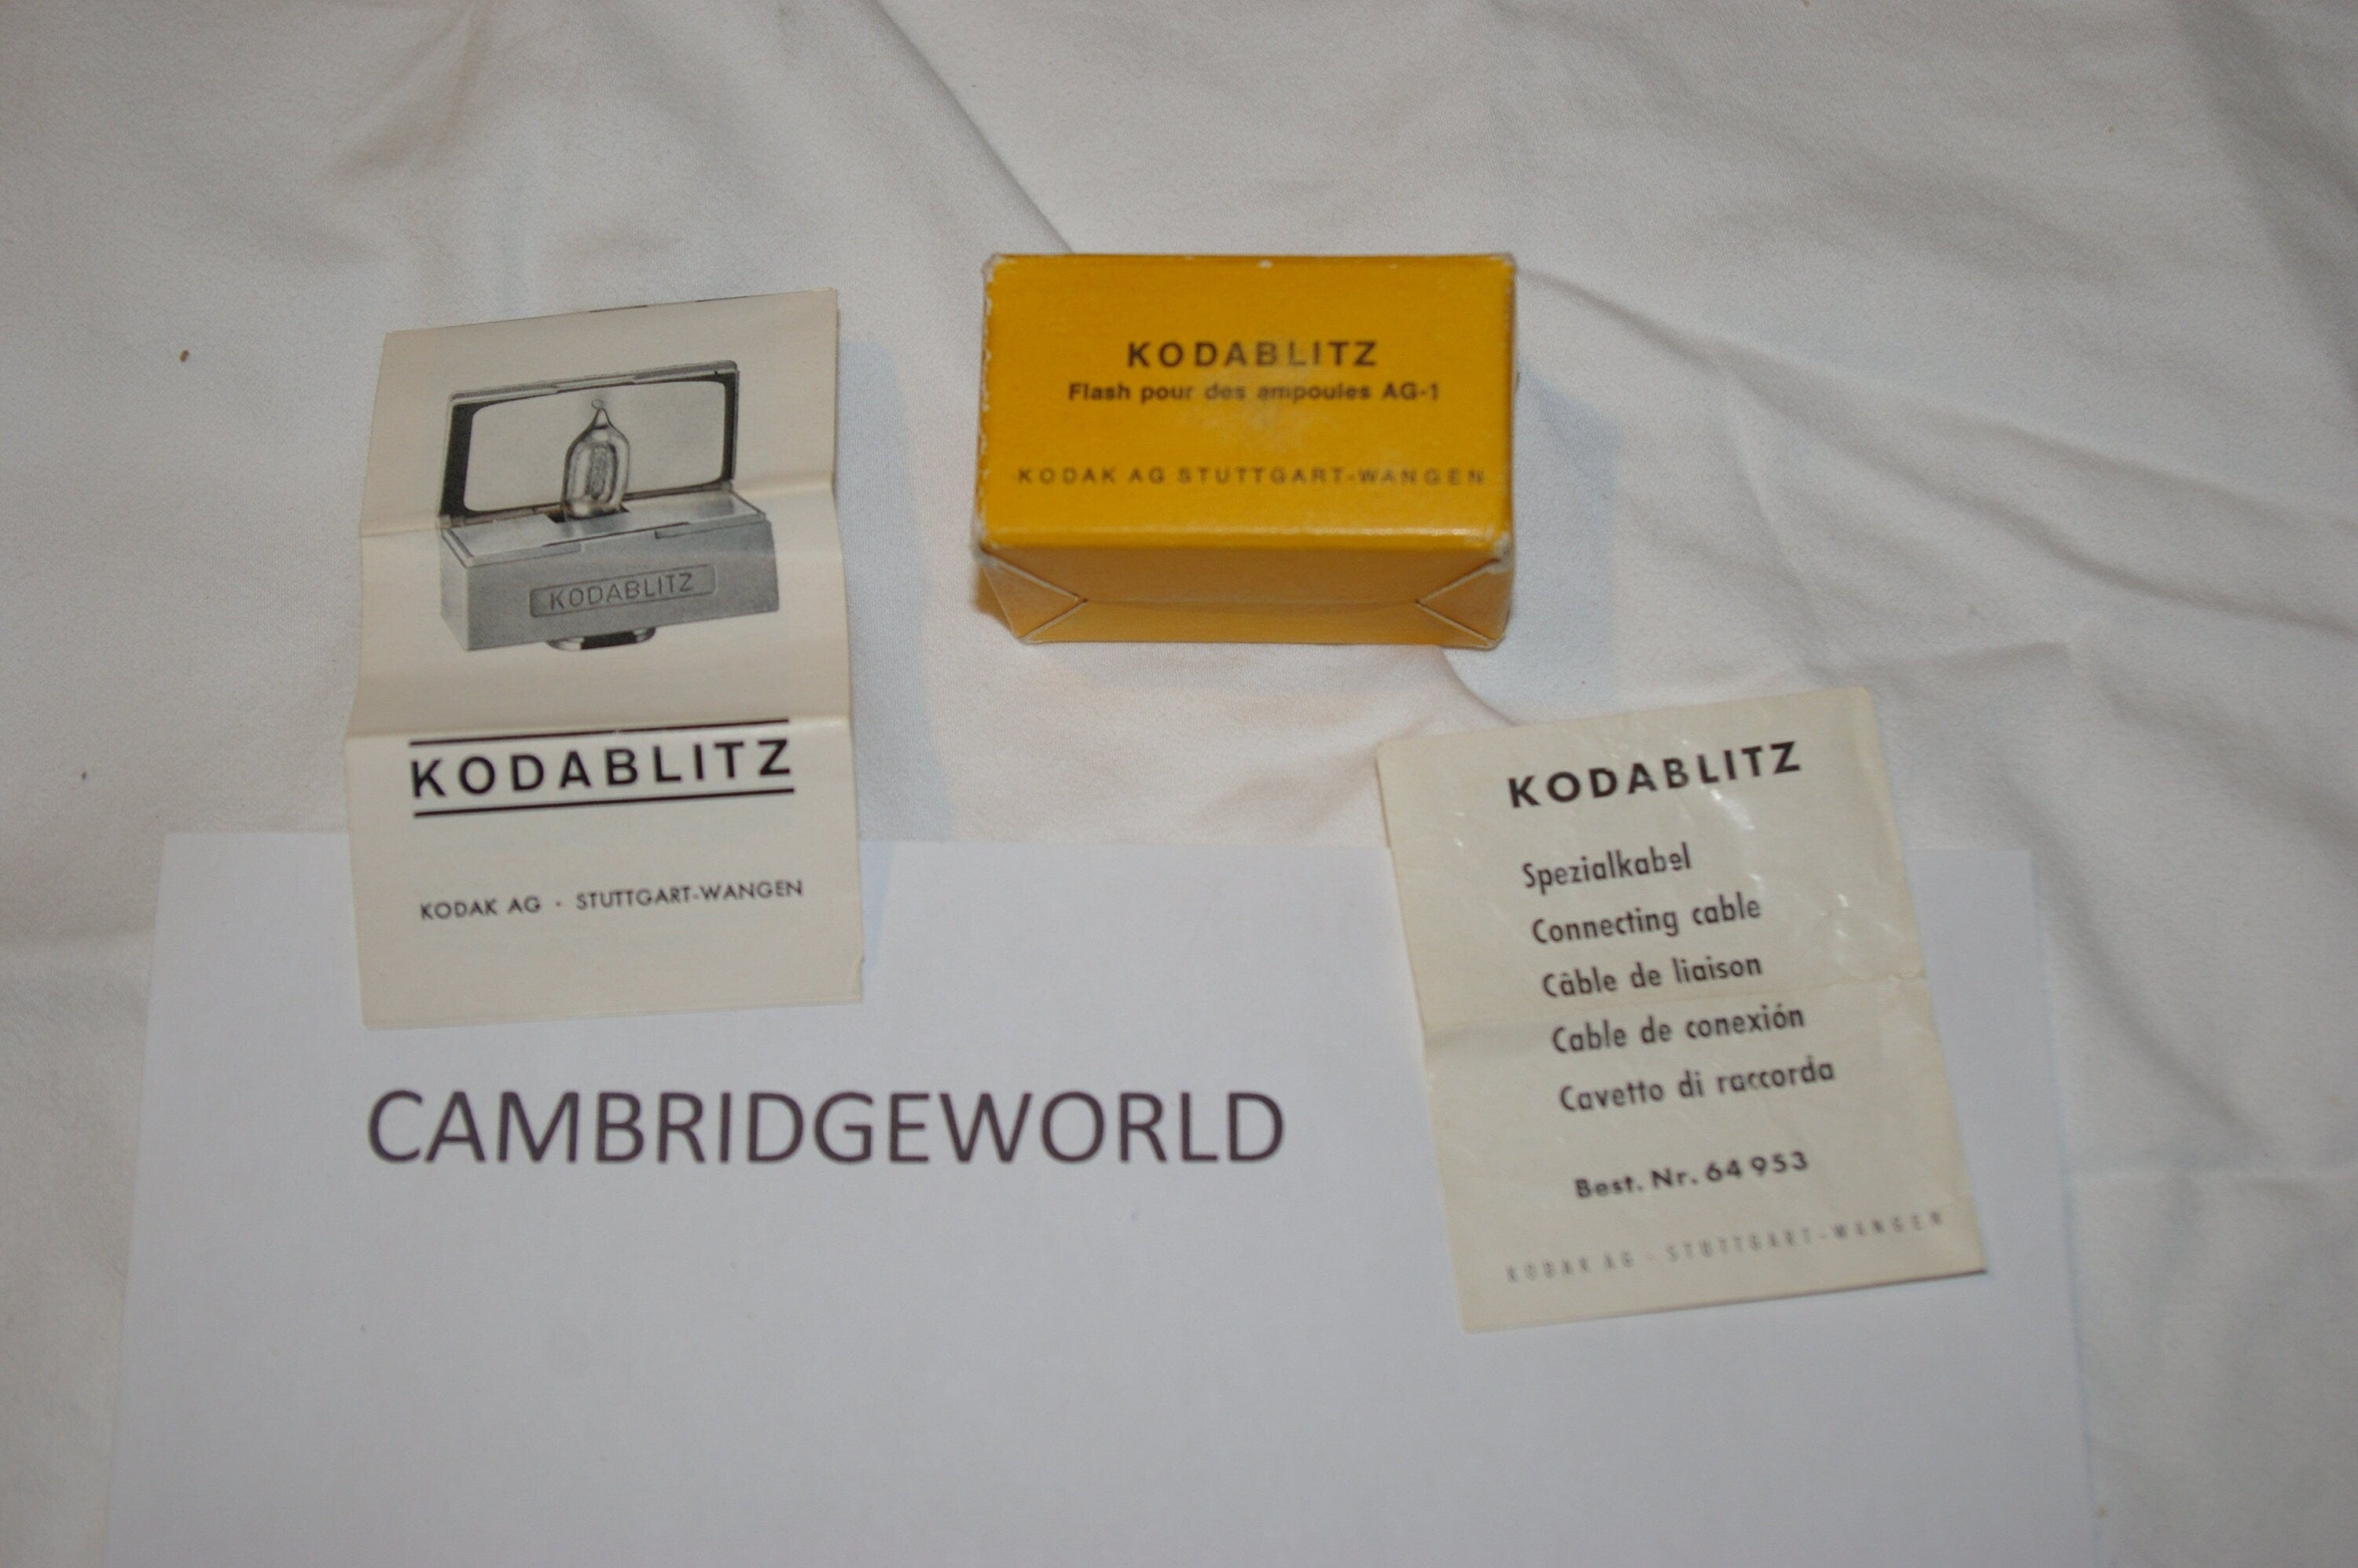 KODABLITZ
KODABLITZ
KODAK AG · STUTTGART-WANGEN
KODABLITZ
Flash pour des ampoules AG-1
KODAK AG STUTTGART-WANGEN
KODABLITZ
Spezialkabel
Connecting cable
Câble de liaison
Cable de conexión
Cavetto di raccorda
Best. Nr. 64 953
KODAK AG - STUTTGART-WANGEN
CAMBRIDGEWORLD